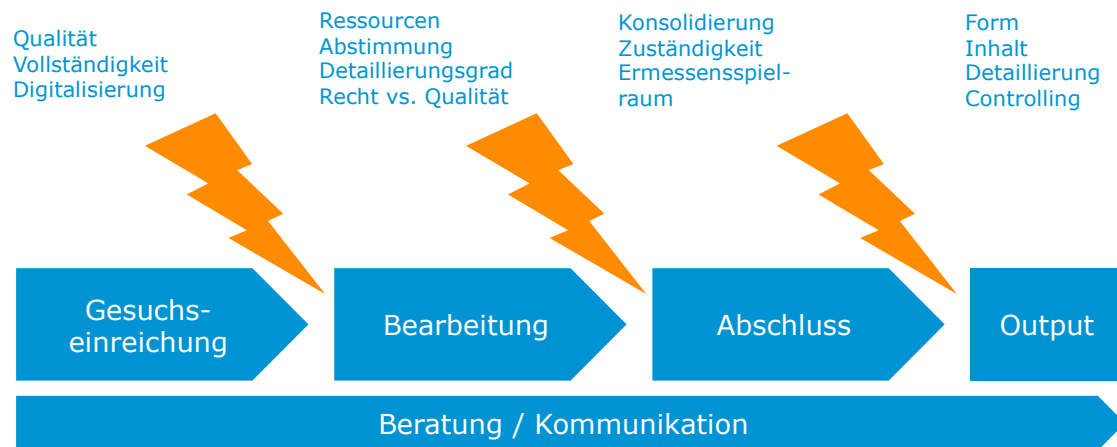 Qualität
Vollständigkeit
Digitalisierung
Ressourcen
Abstimmung
Detaillierungsgrad
Recht vs. Qualität
Konsolidierung
Zuständigkeit
Ermessensspiel-
raum
Form
Inhalt
Detaillierung
Controlling
Gesuchs-
einreichung
Bearbeitung
Abschluss
Output
Beratung / Kommunikation